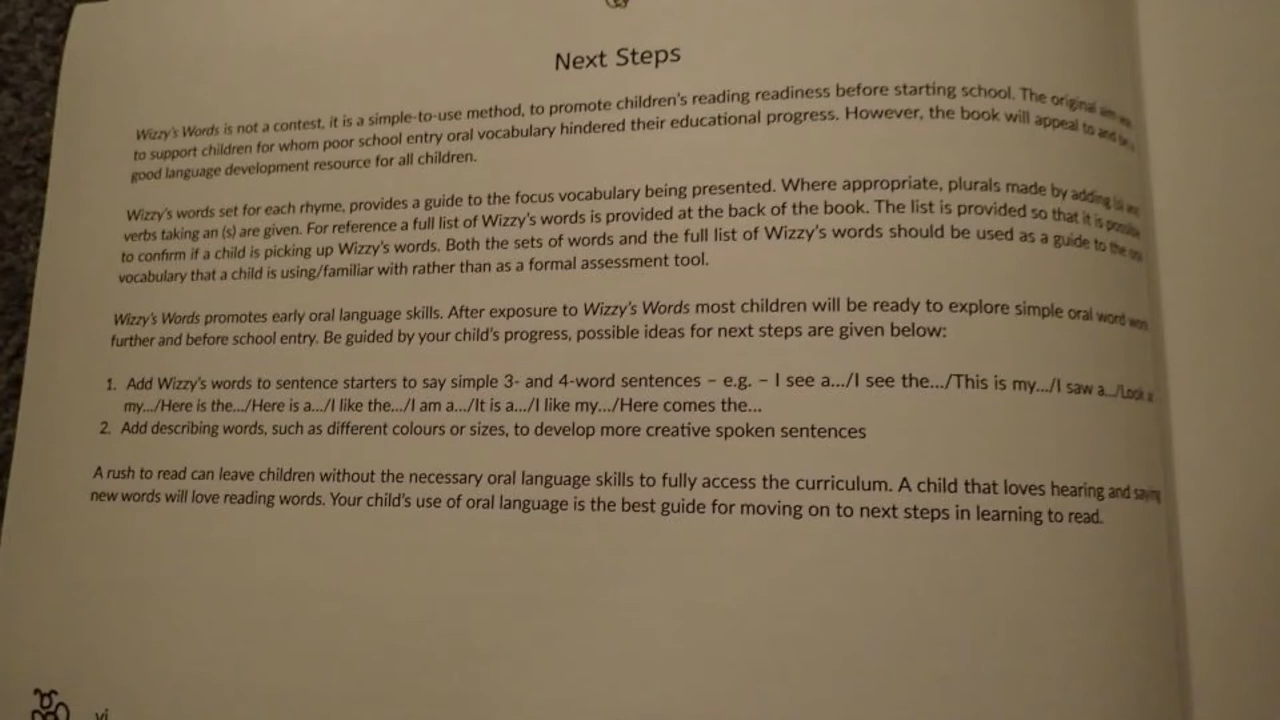 Next Steps
Wizzy's Words is not a contest, it is a simple-to-use method, to promote children's reading readiness before starting school. The original aim
to support children for whom poor school entry oral vocabulary hindered their educational progress. However, the book will appeal to and be a
good language development resource for all children.
Wizzy's words set for each rhyme, provides a guide to the focus vocabulary being presented. Where appropriate, plurals made by adding (s) and
verbs taking an (s) are given. For reference a full list of Wizzy's words is provided at the back of the book. The list is provided so that it is possible
to confirm if a child is picking up Wizzy's words. Both the sets of words and the full list of Wizzy's words should be used as a guide to the
vocabulary that a child is using/familiar with rather than as a formal assessment tool.
Wizzy's Words promotes early oral language skills. After exposure to Wizzy's Words most children will be ready to explore simple oral word
further and before school entry. Be guided by your child's progress, possible ideas for next steps are given below:
1. Add Wizzy's words to sentence starters to say simple 3- and 4-word sentences – e.g. – I see a.../I see the.../This is my.../I saw a.../Look at
my.../Here is the.../Here is a.../I like the.../I am a.../It is a.../I like my.../Here comes the...
2. Add describing words, such as different colours or sizes, to develop more creative spoken sentences
A rush to read can leave children without the necessary oral language skills to fully access the curriculum. A child that loves hearing and saying
new words will love reading words. Your child's use of oral language is the best guide for moving on to next steps in learning to read.
vi